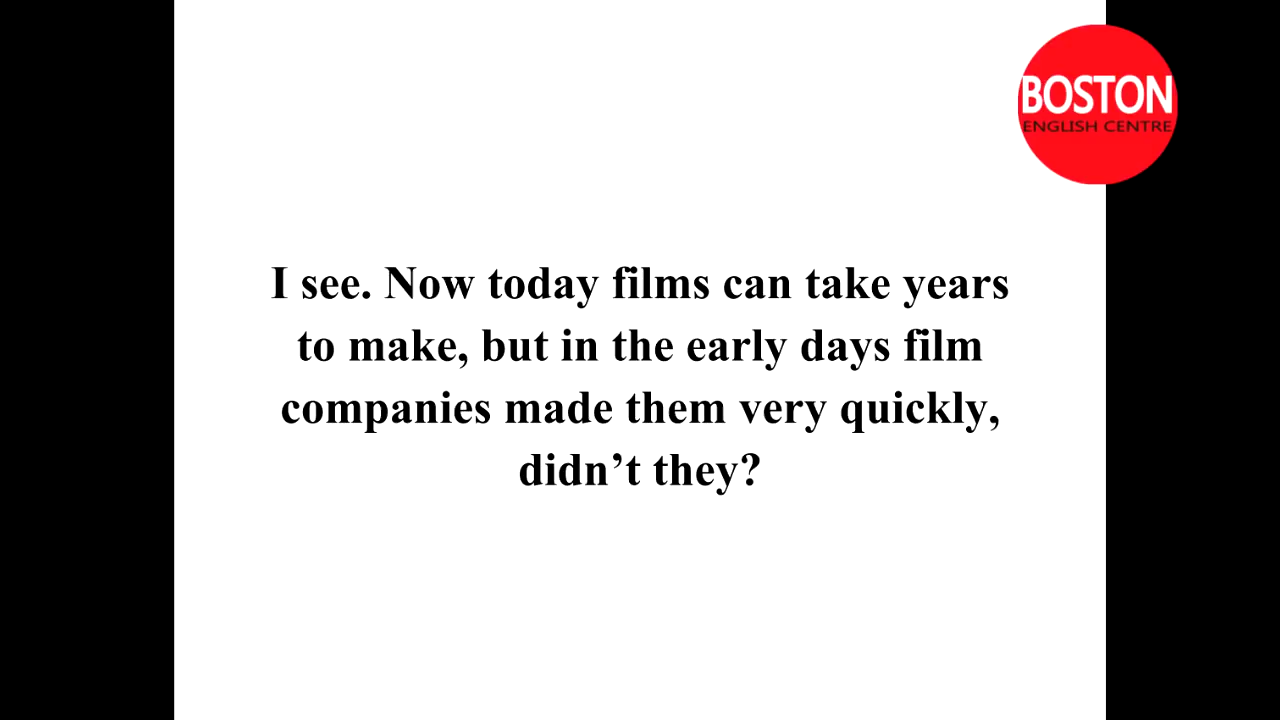 BOSTON
ENGLISH CENTRE
I see. Now today films can take years
to make, but in the early days film
companies made them very quickly,
didn’t they?